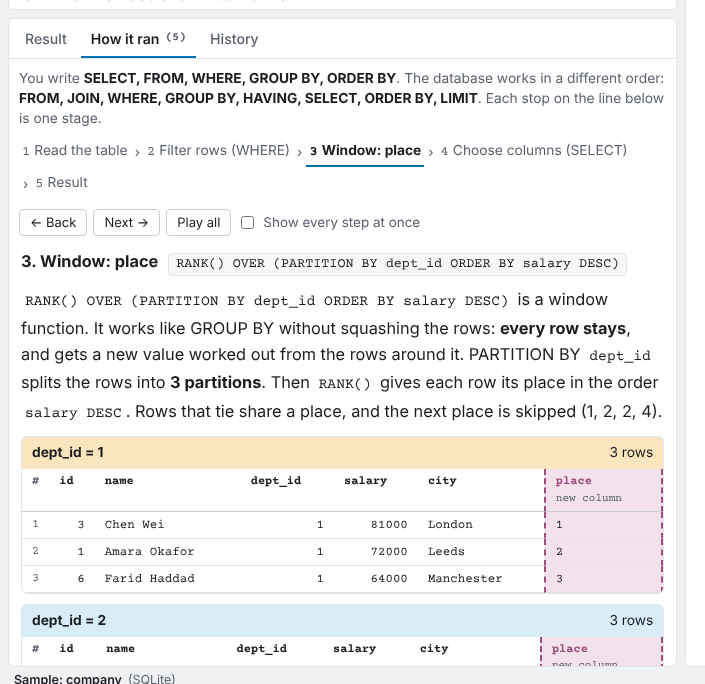 Result How it ran (5) History
You write SELECT, FROM, WHERE, GROUP BY, ORDER BY. The database works in a different order:
FROM, JOIN, WHERE, GROUP BY, HAVING, SELECT, ORDER BY, LIMIT. Each stop on the line below
is one stage.
1 Read the table › 2 Filter rows (WHERE) › 3 Window: place › 4 Choose columns (SELECT)
› 5 Result
← Back Next → Play all Show every step at once
3. Window: place RANK() OVER (PARTITION BY dept_id ORDER BY salary DESC)
RANK() OVER (PARTITION BY dept_id ORDER BY salary DESC) is a window
function. It works like GROUP BY without squashing the rows: every row stays,
and gets a new value worked out from the rows around it. PARTITION BY dept_id
splits the rows into 3 partitions. Then RANK() gives each row its place in the order
salary DESC. Rows that tie share a place, and the next place is skipped (1, 2, 2, 4).
dept_id = 1 3 rows
# id name dept_id salary city place
new column
1 3 Chen Wei 1 81000 London 1
2 1 Amara Okafor 1 72000 Leeds 2
3 6 Farid Haddad 1 64000 Manchester 3
dept_id = 2 3 rows
# id name dept_id salary city place
new column
Sample: company (SQLite)